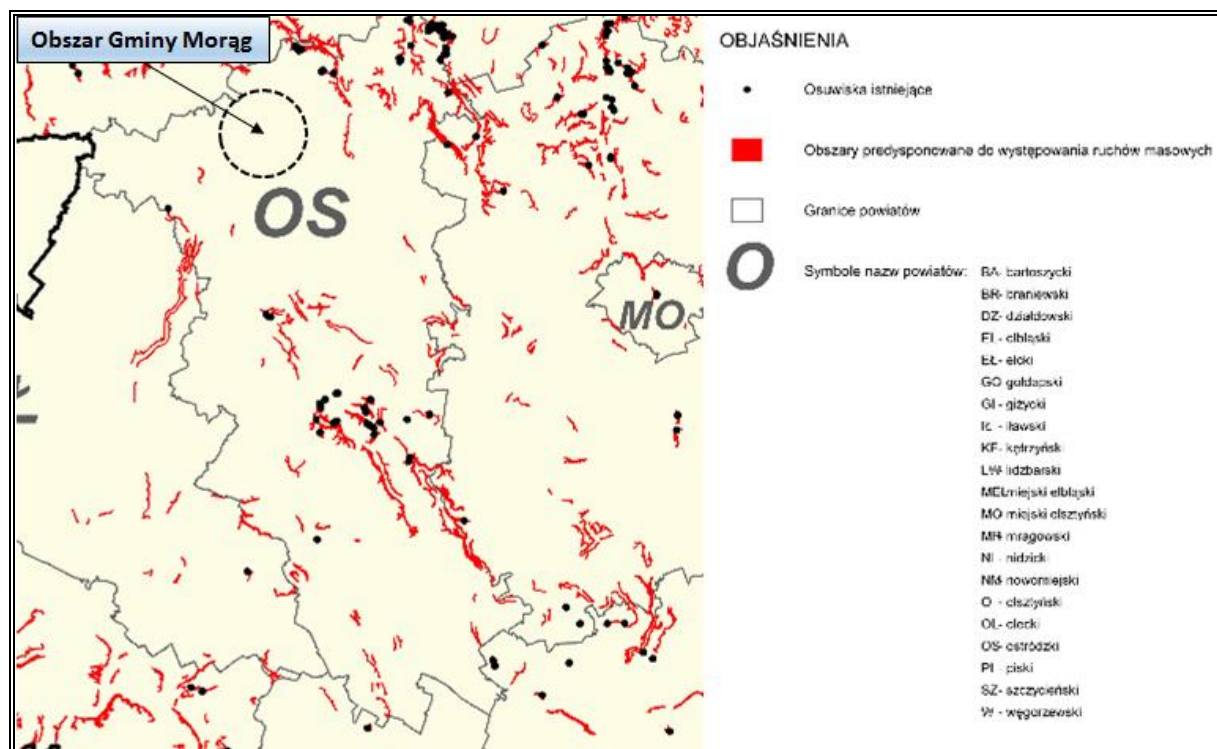 Obszar Gminy Morąg
OS
MO
OBJAŚNIENIA
Osuwiska istniejące
Obszary predysponowane do występowania ruchów masowych
Granice powiatów
O
Symbole nazw powiatów:
BA- bartoszycki
BR- braniewski
DZ- działdowski
EL- elbląski
EŁ- ełcki
GO gołdapski
GI - giżycki
IŁ - iławski
KE- kętrzyńsk
LW- lidzbarski
MEL miejski elbląski
MO miejski olsztyński
MR- mrągowski
NI - nidzick
NM- nowomiejski
O - olsztyński
OL- olecki
OS- ostródzki
PI - piski
SZ- szczycieński
W - węgorzewski